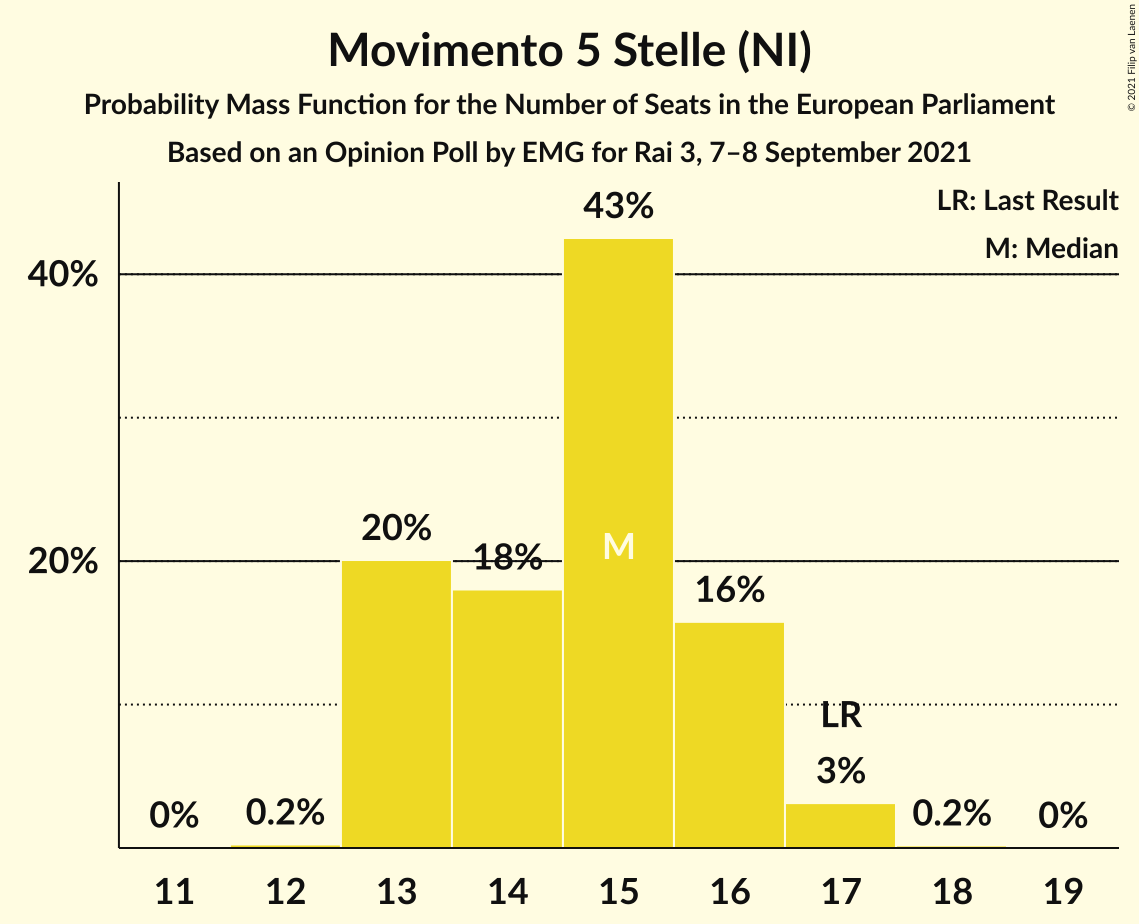 Movimento 5 Stelle (NI)
Probability Mass Function for the Number of Seats in the European Parliament
Based on an Opinion Poll by EMG for Rai 3, 7–8 September 2021
© 2021 Filip van Laenen
LR: Last Result
M: Median
40%
20%
0%
0.2%
20%
18%
43%
M
16%
LR
3%
0.2%
0%
11 12 13 14 15 16 17 18 19